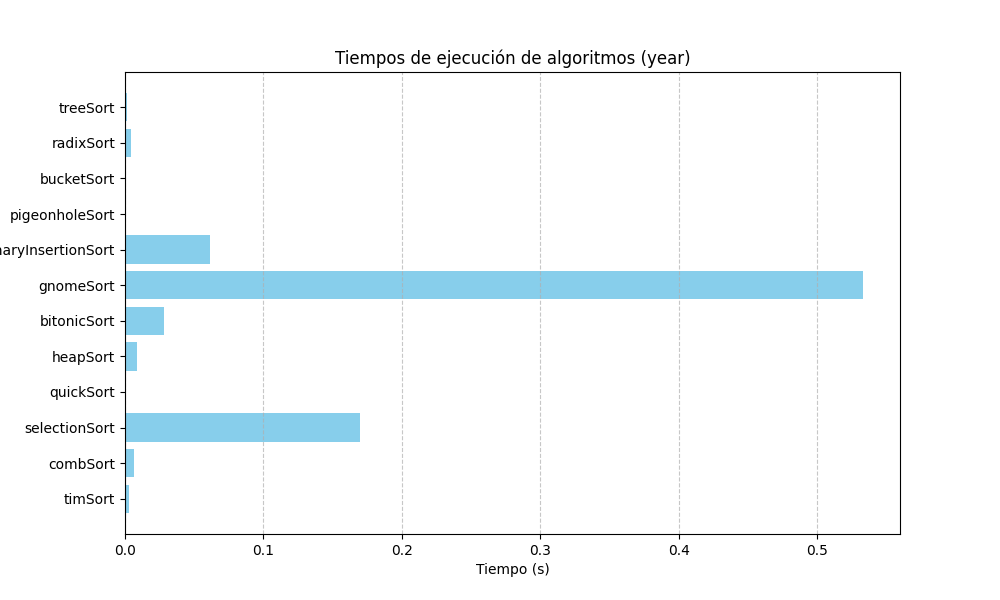 Tiempos de ejecución de algoritmos (year)
treeSort
radixSort
bucketSort
pigeonholeSort
naryInsertionSort
gnomeSort
bitonicSort
heapSort
quickSort
selectionSort
combSort
timSort
0.0 0.1 0.2 0.3 0.4 0.5
Tiempo (s)